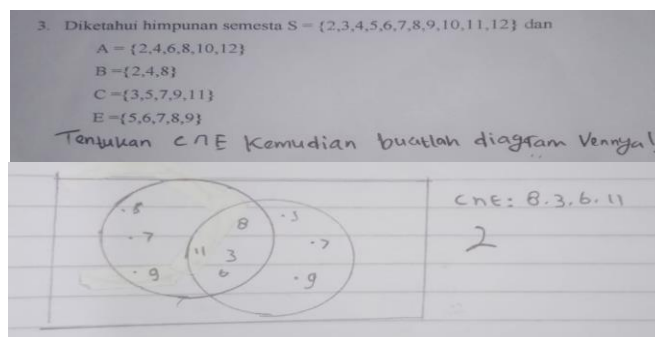 3. Diketahui himpunan semesta S = {2,3,4,5,6,7,8,9,10,11,12} dan
A = {2,4,6,8,10,12}
B ={2,4,8}
C ={3,5,7,9,11}
E ={5,6,7,8,9}
Tentukan C∩E Kemudian buatlah diagram Vennya!
C∩E: 8.3.6.11
2
8
.7
.7
11
3
6
.9
.9